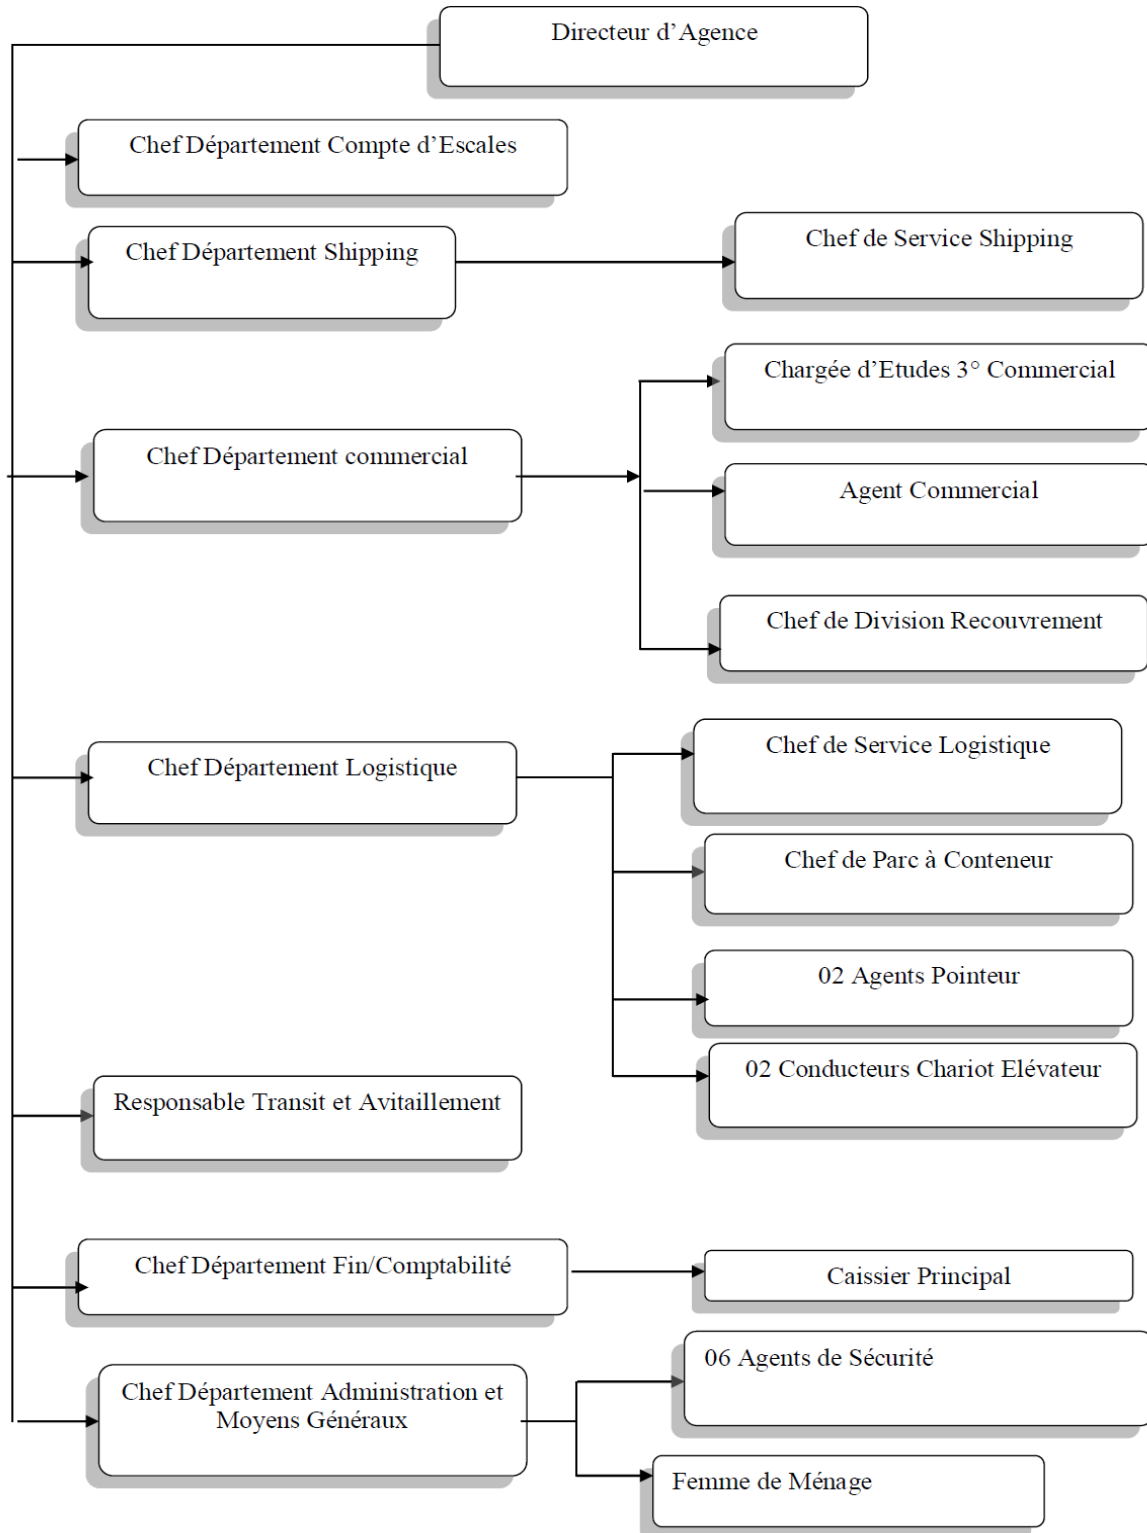 Directeur d’Agence
Chef Département Compte d’Escales
Chef Département Shipping
Chef de Service Shipping
Chargée d’Etudes 3° Commercial
Chef Département commercial
Agent Commercial
Chef de Division Recouvrement
Chef Département Logistique
Chef de Service Logistique
Chef de Parc à Conteneur
02 Agents Pointeur
02 Conducteurs Chariot Elévateur
Responsable Transit et Avitaillement
Chef Département Fin/Comptabilité
Caissier Principal
Chef Département Administration et
Moyens Généraux
06 Agents de Sécurité
Femme de Ménage